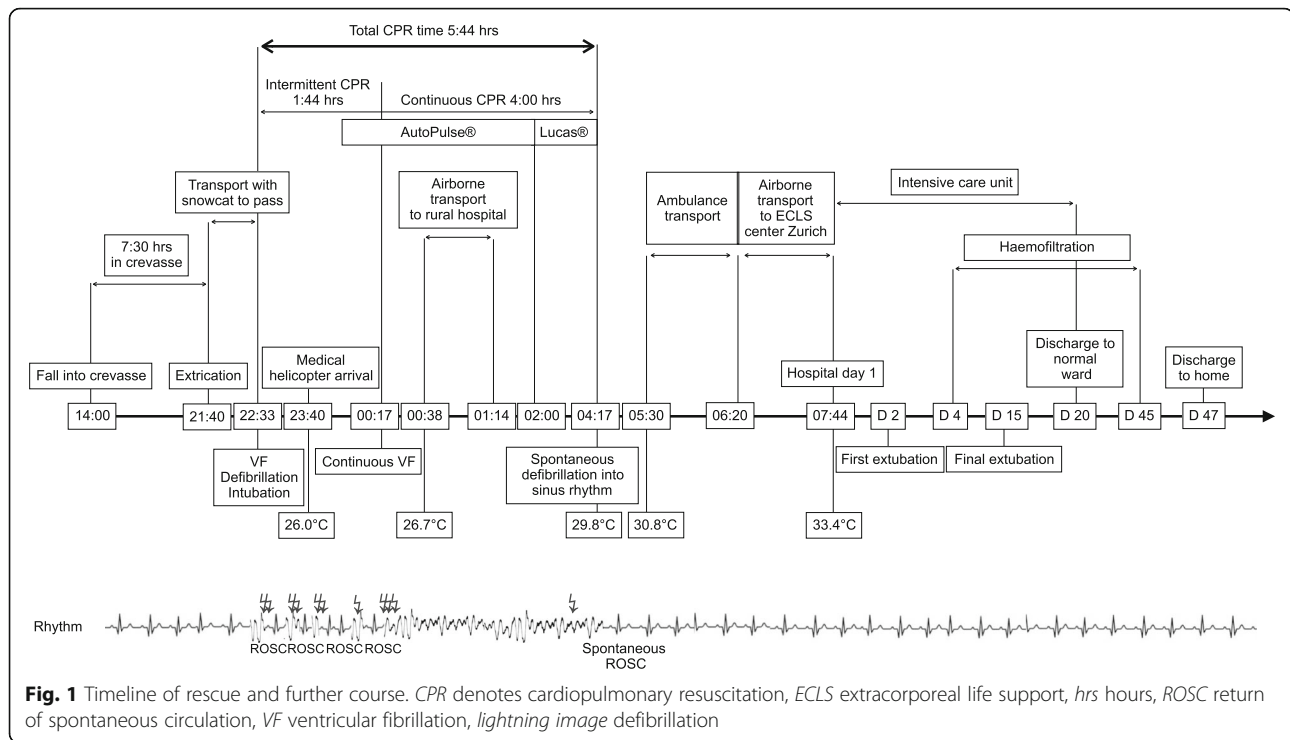 Total CPR time 5:44 hrs
Intermittent CPR
1:44 hrs
Continuous CPR 4:00 hrs
AutoPulse®
Lucas®
Transport with
snowcat to pass
Airborne
transport
to rural hospital
Ambulance
transport
Airborne
transport
to ECLS
center Zurich
Intensive care unit
7:30 hrs
in crevasse
Haemofiltration
Fall into crevasse
Extrication
Medical
helicopter arrival
Hospital day 1
Discharge to
normal
ward
Discharge
to home
14:00
21:40
22:33
23:40
00:17
00:38
01:14
02:00
04:17
05:30
06:20
07:44
D 2
D 4
D 15
D 20
D 45
D 47
VF
Defibrillation
Intubation
Continuous VF
Spontaneous
defibrillation into
sinus rhythm
First extubation
Final extubation
26.0°C
26.7°C
29.8°C
30.8°C
33.4°C
Rhythm
ROSC ROSC ROSC ROSC
Spontaneous
ROSC
Fig. 1 Timeline of rescue and further course. CPR denotes cardiopulmonary resuscitation, ECLS extracorporeal life support, hrs hours, ROSC return
of spontaneous circulation, VF ventricular fibrillation, lightning image defibrillation